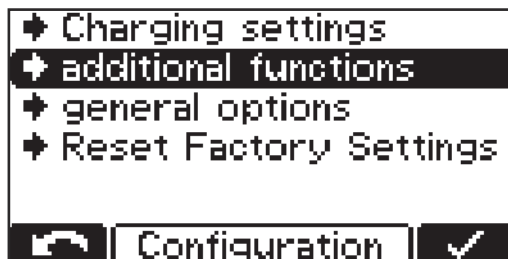 Charging settings
additional functions
general options
Reset Factory Settings
Configuration